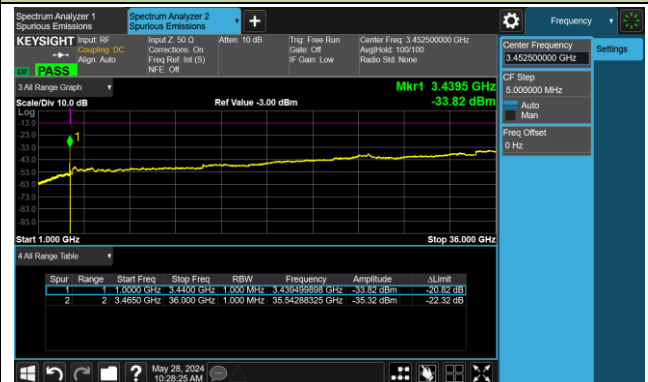 Spectrum Analyzer 1
Spurious Emissions
Spectrum Analyzer 2
Spurious Emissions
Frequency
KEYSIGHT
Input: RF
Coupling: DC
Align: Auto
Input Z: 50 Ω
Corrections: On
Freq Ref: Int (S)
NFE: Off
Atten: 10 dB
Trig: Free Run
Gate: Off
IF Gain: Low
Center Freq: 3.452500000 GHz
Avg|Hold: 100/100
Radio Std: None
PASS
Center Frequency
3.452500000 GHz
Settings
CF Step
5.000000 MHz
Auto
Man
Freq Offset
0 Hz
3 All Range Graph
Mkr1 3.4395 GHz
-33.82 dBm
Scale/Div 10.0 dB
Ref Value -3.00 dBm
Log
-13.0
-23.0
-33.0
-43.0
-53.0
-63.0
-73.0
-83.0
-93.0
1
Start 1.000 GHz
Stop 36.000 GHz
4 All Range Table
Spur Range Start Freq Stop Freq RBW Frequency Amplitude ΔLimit
1 1 1.0000 GHz 3.4400 GHz 1.000 MHz 3.439499898 GHz -33.82 dBm -20.82 dB
2 2 3.4650 GHz 36.000 GHz 1.000 MHz 35.54288325 GHz -35.32 dBm -22.32 dB
May 28, 2024
10:28:25 AM